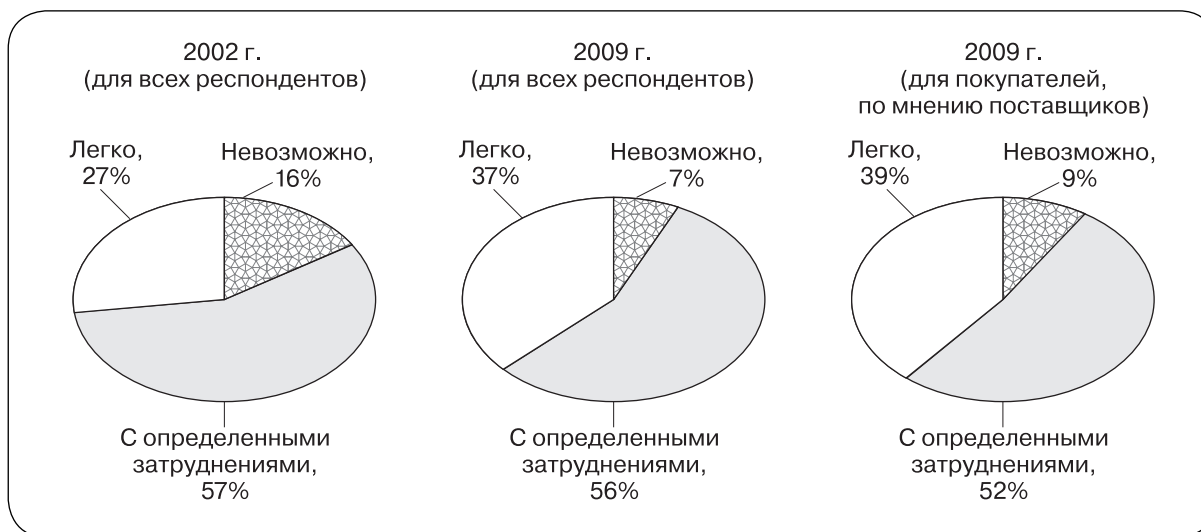 2002 г.
(для всех респондентов)
Легко,
27%
Невозможно,
16%
С определенными
затруднениями,
57%
2009 г.
(для всех респондентов)
Легко,
37%
Невозможно,
7%
С определенными
затруднениями,
56%
2009 г.
(для покупателей,
по мнению поставщиков)
Легко,
39%
Невозможно,
9%
С определенными
затруднениями,
52%